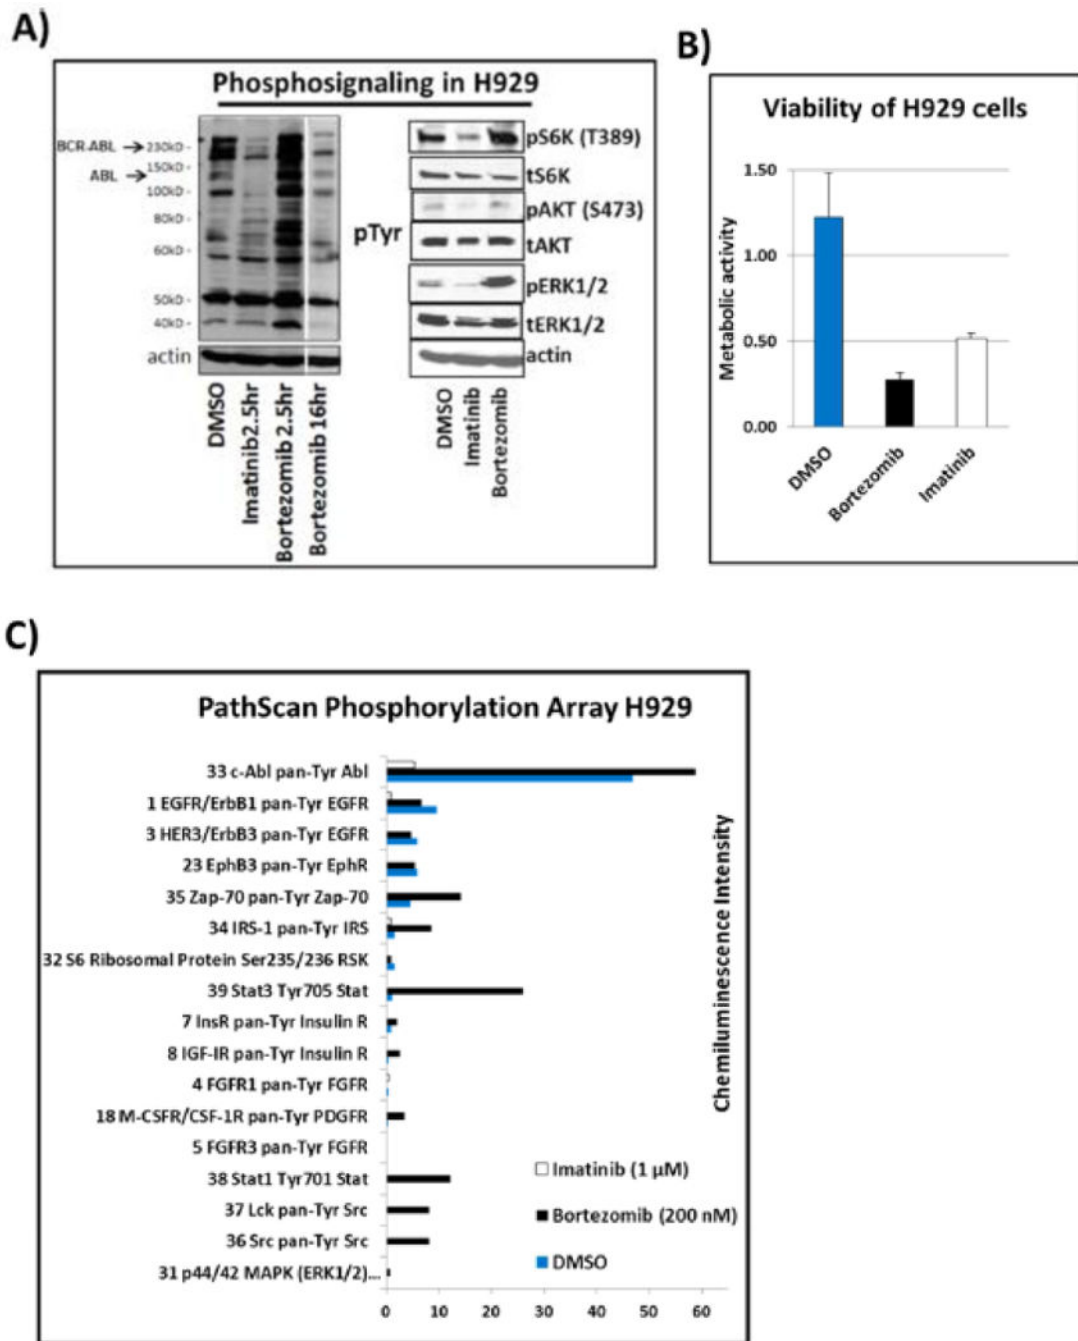 A)
Phosphosignaling in H929
BCR.ABL
ABL
230kD -
150kD -
100kD -
80kD -
60kD -
50kD -
40kD -
actin
pTyr
DMSO
Imatinib2.5hr
Bortezomib 2.5hr
Bortezomib 16hr
pS6K (T389)
tS6K
pAKT (S473)
tAKT
pERK1/2
tERK1/2
actin
DMSO
Imatinib
Bortezomib
B)
Viability of H929 cells
Metabolic activity
1.50
1.00
0.50
0.00
DMSO
Bortezomib
Imatinib
C)
PathScan Phosphorylation Array H929
33 c-Abl pan-Tyr Abl
1 EGFR/ErbB1 pan-Tyr EGFR
3 HER3/ErbB3 pan-Tyr EGFR
23 EphB3 pan-Tyr EphR
35 Zap-70 pan-Tyr Zap-70
34 IRS-1 pan-Tyr IRS
32 S6 Ribosomal Protein Ser235/236 RSK
39 Stat3 Tyr705 Stat
7 InsR pan-Tyr Insulin R
8 IGF-IR pan-Tyr Insulin R
4 FGFR1 pan-Tyr FGFR
18 M-CSFR/CSF-1R pan-Tyr PDGFR
5 FGFR3 pan-Tyr FGFR
38 Stat1 Tyr701 Stat
37 Lck pan-Tyr Src
36 Src pan-Tyr Src
31 p44/42 MAPK (ERK1/2)...
0 10 20 30 40 50 60
Chemiluminescence Intensity
Imatinib (1 µM)
Bortezomib (200 nM)
DMSO